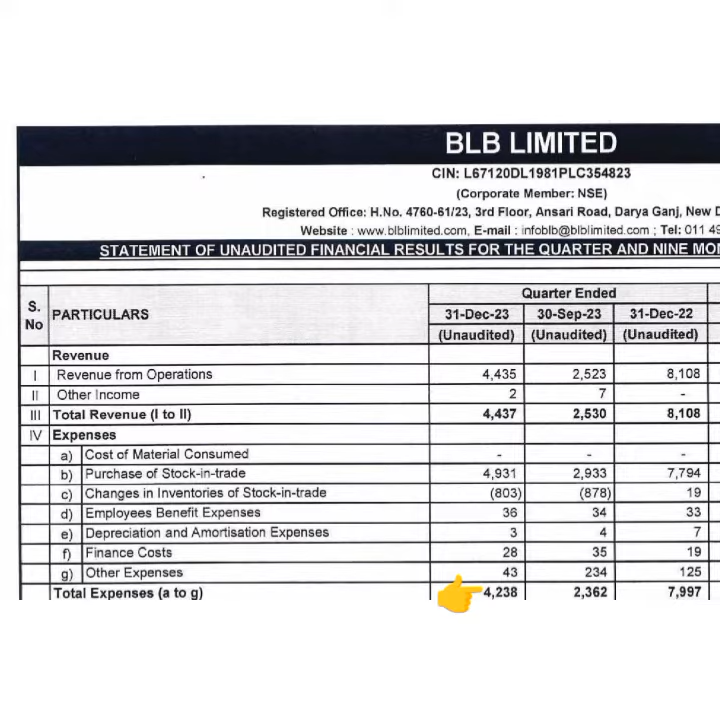 BLB LIMITED
CIN: L67120DL1981PLC354823
(Corporate Member: NSE)
Registered Office: H.No. 4760-61/23, 3rd Floor, Ansari Road, Darya Ganj, New
Website : www.blblimited.com, E-mail : infoblb@blblimited.com ; Tel: 011
STATEMENT OF UNAUDITED FINANCIAL RESULTS FOR THE QUARTER AND NINE
Quarter Ended
S. No PARTICULARS 31-Dec-23 30-Sep-23 31-Dec-22
(Unaudited) (Unaudited) (Unaudited)
Revenue
I Revenue from Operations 4,435 2,523 8,108
II Other Income 2 7 -
III Total Revenue (I to II) 4,437 2,530 8,108
IV Expenses
a) Cost of Material Consumed - - -
b) Purchase of Stock-in-trade 4,931 2,933 7,794
c) Changes in Inventories of Stock-in-trade (803) (878) 19
d) Employees Benefit Expenses 36 34 33
e) Depreciation and Amortisation Expenses 3 4 7
f) Finance Costs 28 35 19
g) Other Expenses 43 234 125
Total Expenses (a to g) 4,238 2,362 7,997